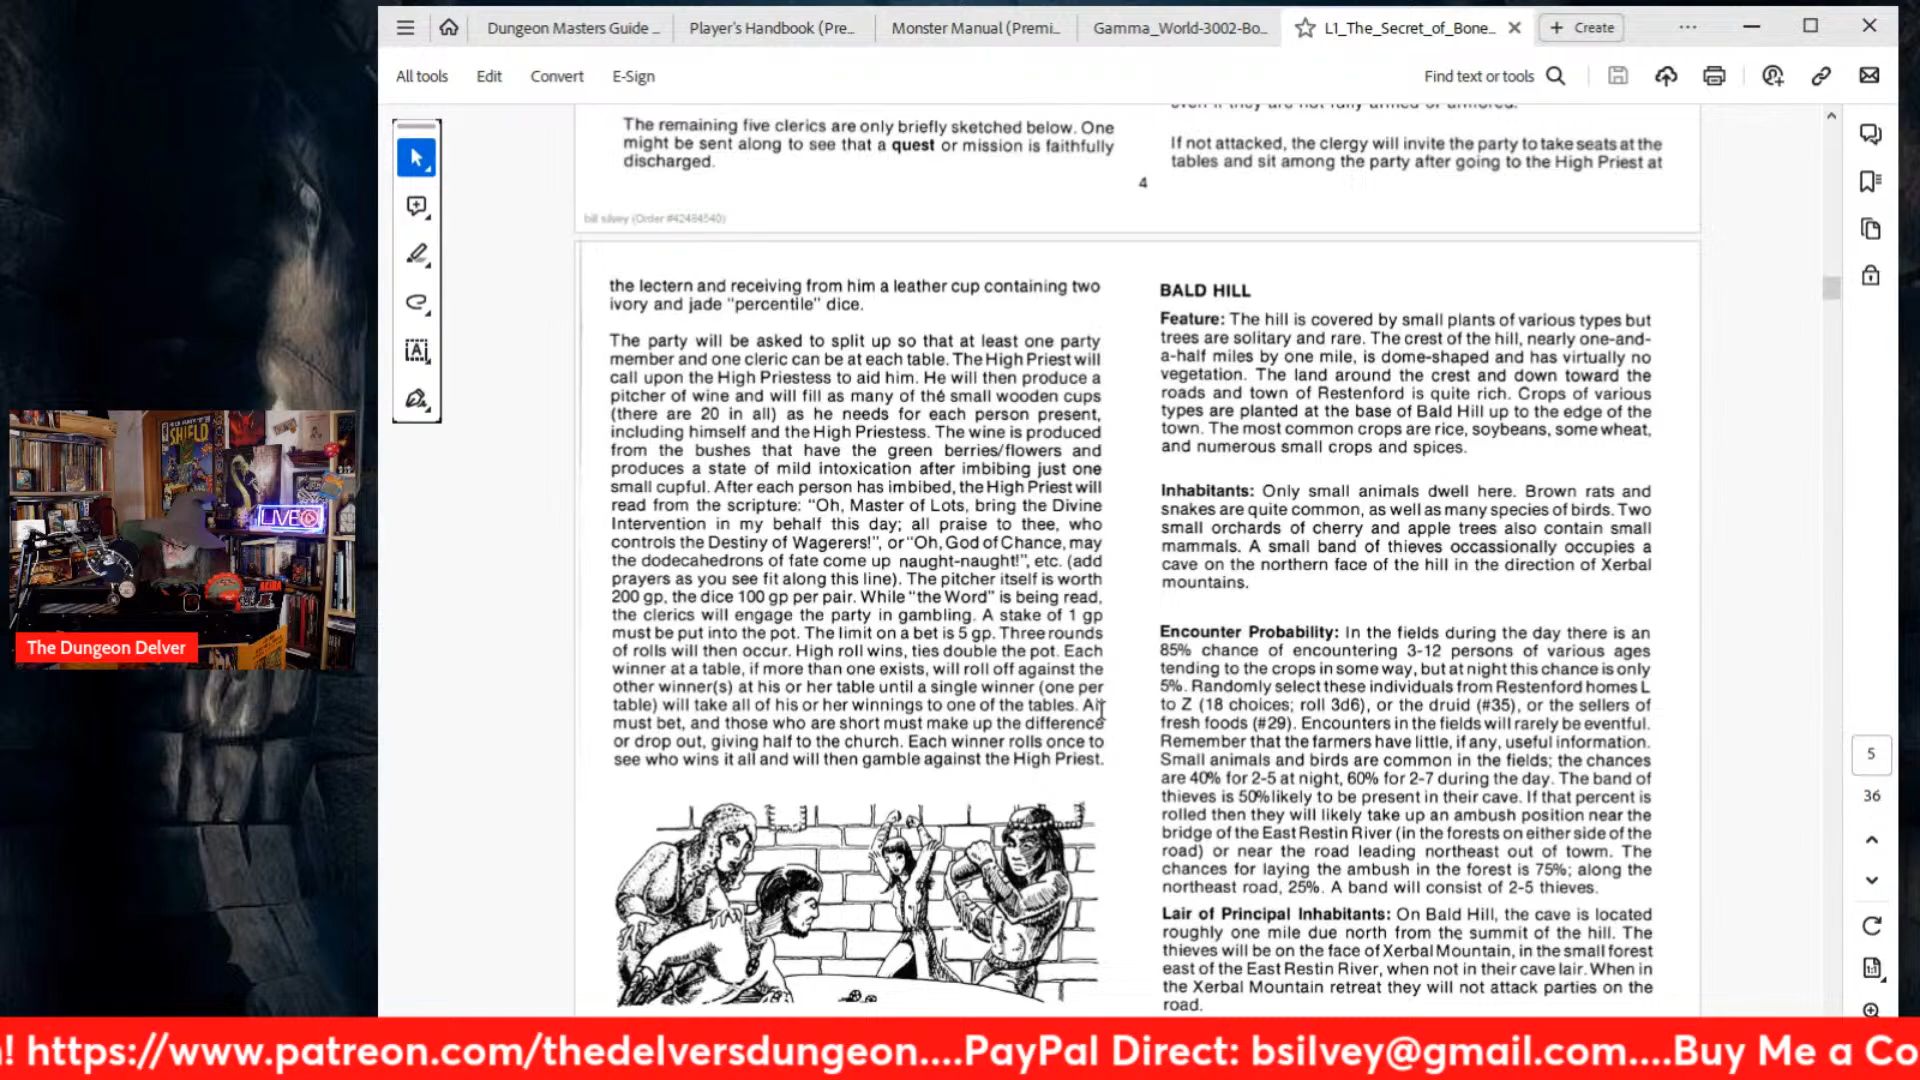 Dungeon Masters Guide ...
Player's Handbook (Pre...
Monster Manual (Premi...
Gamma_World-3002-Bo...
L1_The_Secret_of_Bone...
+ Create
All tools
Edit
Convert
E-Sign
Find text or tools
The remaining five clerics are only briefly sketched below. One
might be sent along to see that a quest or mission is faithfully
discharged.
even if they are not fully armed or armored.
If not attacked, the clergy will invite the party to take seats at the
tables and sit among the party after going to the High Priest at
4
bill silvey (Order #42484540)
the lectern and receiving from him a leather cup containing two
ivory and jade "percentile" dice.
The party will be asked to split up so that at least one party
member and one cleric can be at each table. The High Priest will
call upon the High Priestess to aid him. He will then produce a
pitcher of wine and will fill as many of the small wooden cups
(there are 20 in all) as he needs for each person present,
including himself and the High Priestess. The wine is produced
from the bushes that have the green berries/flowers and
produces a state of mild intoxication after imbibing just one
small cupful. After each person has imbibed, the High Priest will
read from the scripture: "Oh, Master of Lots, bring the Divine
Intervention in my behalf this day; all praise to thee, who
controls the Destiny of Wagerers!", or "Oh, God of Chance, may
the dodecahedrons of fate come up naught-naught!", etc. (add
prayers as you see fit along this line). The pitcher itself is worth
200 gp, the dice 100 gp per pair. While "the Word" is being read,
the clerics will engage the party in gambling. A stake of 1 gp
must be put into the pot. The limit on a bet is 5 gp. Three rounds
of rolls will then occur. High roll wins, ties double the pot. Each
winner at a table, if more than one exists, will roll off against the
other winner(s) at his or her table until a single winner (one per
table) will take all of his or her winnings to one of the tables. All
must bet, and those who are short must make up the difference
or drop out, giving half to the church. Each winner rolls once to
see who wins it all and will then gamble against the High Priest.
BALD HILL
Feature: The hill is covered by small plants of various types but
trees are solitary and rare. The crest of the hill, nearly one-and-
a-half miles by one mile, is dome-shaped and has virtually no
vegetation. The land around the crest and down toward the
roads and town of Restenford is quite rich. Crops of various
types are planted at the base of Bald Hill up to the edge of the
town. The most common crops are rice, soybeans, some wheat,
and numerous small crops and spices.
Inhabitants: Only small animals dwell here. Brown rats and
snakes are quite common, as well as many species of birds. Two
small orchards of cherry and apple trees also contain small
mammals. A small band of thieves occassionally occupies a
cave on the northern face of the hill in the direction of Xerbal
mountains.
Encounter Probability: In the fields during the day there is an
85% chance of encountering 3-12 persons of various ages
tending to the crops in some way, but at night this chance is only
5%. Randomly select these individuals from Restenford homes L
to Z (18 choices; roll 3d6), or the druid (#35), or the sellers of
fresh foods (#29). Encounters in the fields will rarely be eventful.
Remember that the farmers have little, if any, useful information.
Small animals and birds are common in the fields; the chances
are 40% for 2-5 at night, 60% for 2-7 during the day. The band of
thieves is 50% likely to be present in their cave. If that percent is
rolled then they will likely take up an ambush position near the
bridge of the East Restin River (in the forests on either side of the
road) or near the road leading northeast out of towm. The
chances for laying the ambush in the forest is 75%; along the
northeast road, 25%. A band will consist of 2-5 thieves.
Lair of Principal Inhabitants: On Bald Hill, the cave is located
roughly one mile due north from the summit of the hill. The
thieves will be on the face of Xerbal Mountain, in the small forest
east of the East Restin River, when not in their cave lair. When in
the Xerbal Mountain retreat they will not attack parties on the
road.
5
36
SHIELD
LIVE
AKIRA
The Dungeon Delver
! https://www.patreon.com/thedelversdungeon....PayPal Direct: bsilvey@gmail.com....Buy Me a Co